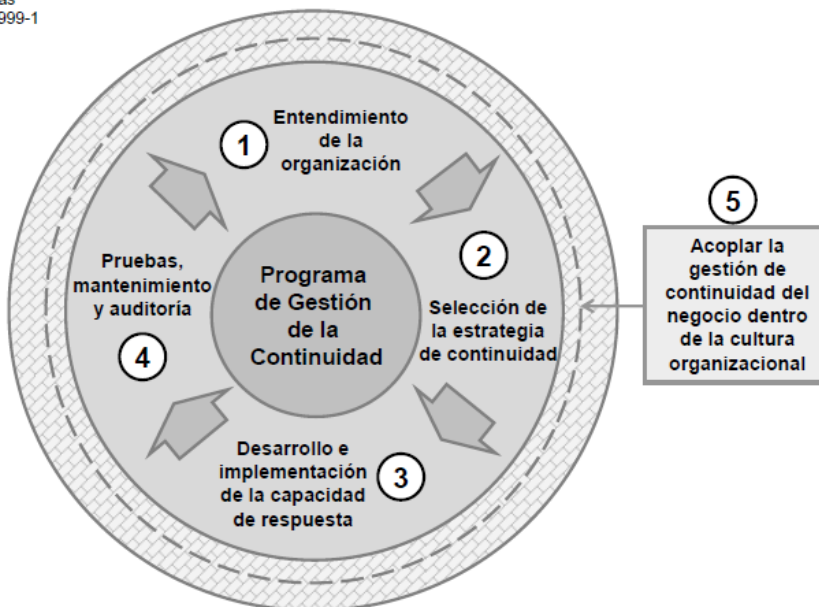 999-1
1
Entendimiento
de la
organización
2
Selección de
la estrategia
de continuidad
3
Desarrollo e
implementación
de la capacidad
de respuesta
4
Pruebas,
mantenimiento
y auditoría
Programa
de Gestión
de la
Continuidad
5
Acoplar la
gestión de
continuidad del
negocio dentro
de la cultura
organizacional